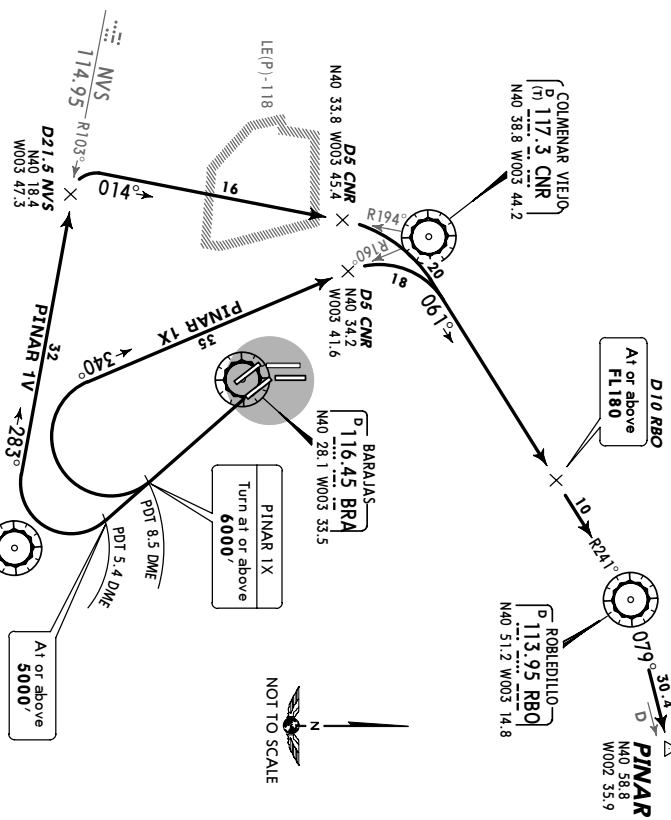 NVS
114.95
R103°
D21.5 NVS
N40 18.4
W003 47.3
LE(P)-118
014°
16
D5 CNR
N40 33.8 W003 45.4
COLMENAR VIEJO
D
(T) 117.3 CNR
N40 38.8 W003 44.2
R194°
R160°
20
18
061°
D5 CNR
N40 34.2
W003 41.6
PINAR 1X
35
340°
PINAR 1V
32
283°
BARAJAS
D 116.45 BRA
N40 28.1 W003 33.5
PINAR 1X
Turn at or above
6000'
PDT 8.5 DME
PDT 5.4 DME
At or above
5000'
D10 RBO
At or above
FL180
10
R241°
ROBLEDILLO
D 113.95 RBO
N40 51.2 W003 14.8
079°
30.4
D
PINAR
N40 58.8
W002 35.9
N
NOT TO SCALE